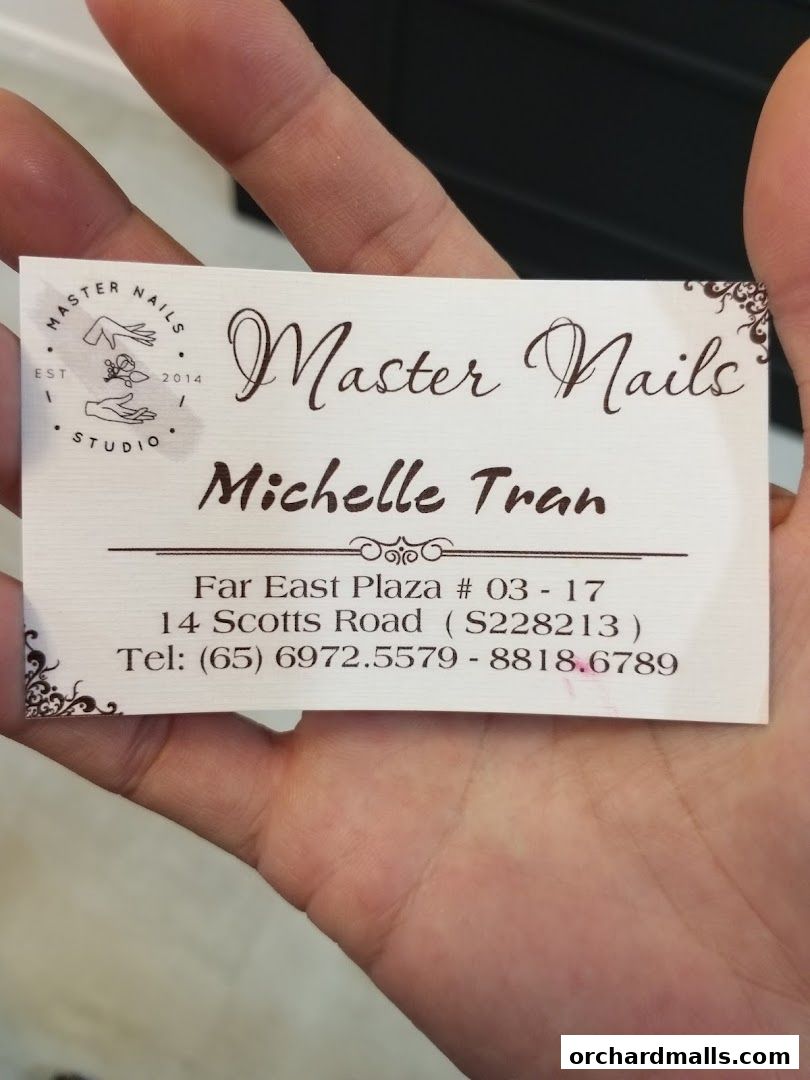 MASTER NAILS
EST 2014
STUDIO
Master Nails
Michelle Tran
Far East Plaza # 03 - 17
14 Scotts Road ( S228213 )
Tel: (65) 6972.5579 - 8818.6789
orchardmalls.com